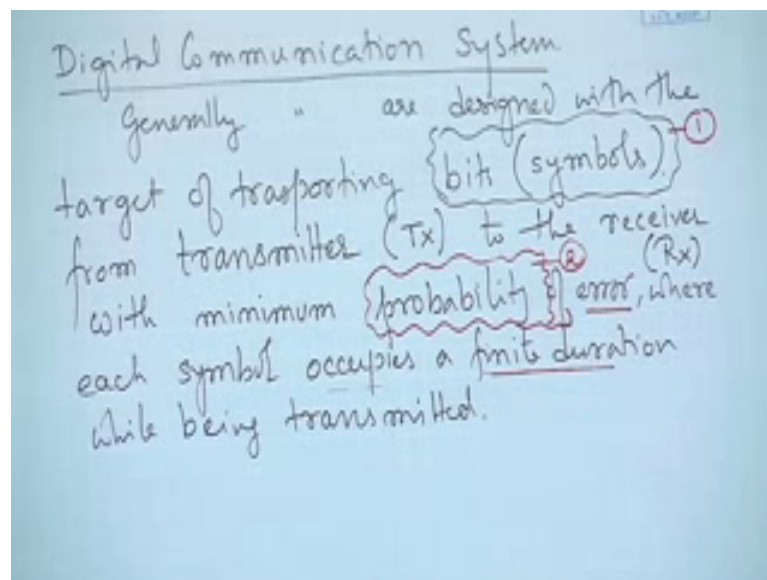 Digital Communication System
Generally " are designed with the
target of trasporting bits (symbols). ①
from transmitter (Tx) to the receiver
with minimum probability ② of error, where (Rx)
each symbol occupies a finite duration
while being transmitted.